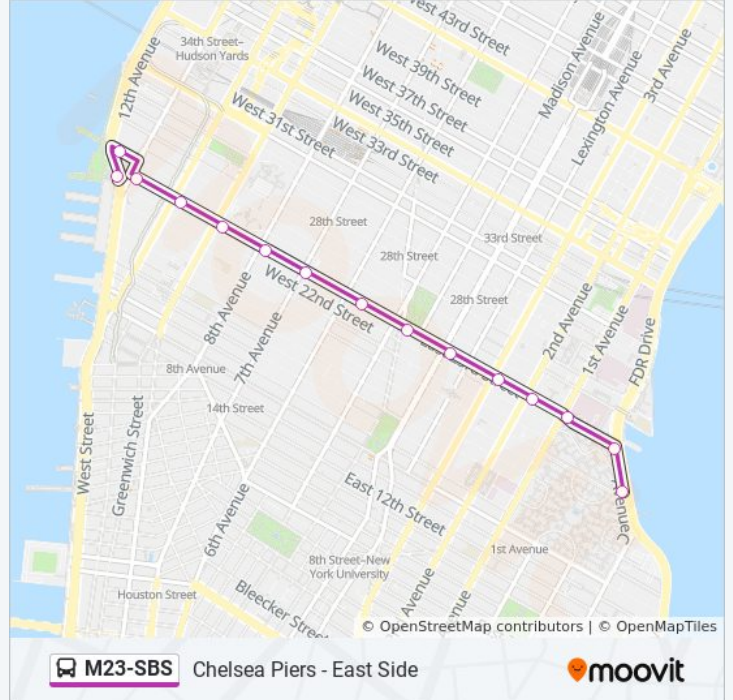 West 43rd Street
34th Street–
Hudson Yards
12th Avenue
West 39th Street
Madison Avenue
3rd Avenue
West 37th Street
Lexington Avenue
West 31st Street
West 35th Street
West 33rd Street
28th Street
33rd Street
28th Street
West 22nd Street
28th Street
8th Avenue
2nd Avenue
7th Avenue
1st Avenue
FDR Drive
8th Avenue
14th Street
West Street
Greenwich Street
6th Avenue
East 12th Street
Avenue C
1st Avenue
8th Street–New
York University
Houston Street
Bleecker Street
Avenue
© OpenStreetMap contributors | © OpenMapTiles
M23-SBS
Chelsea Piers - East Side
moovit